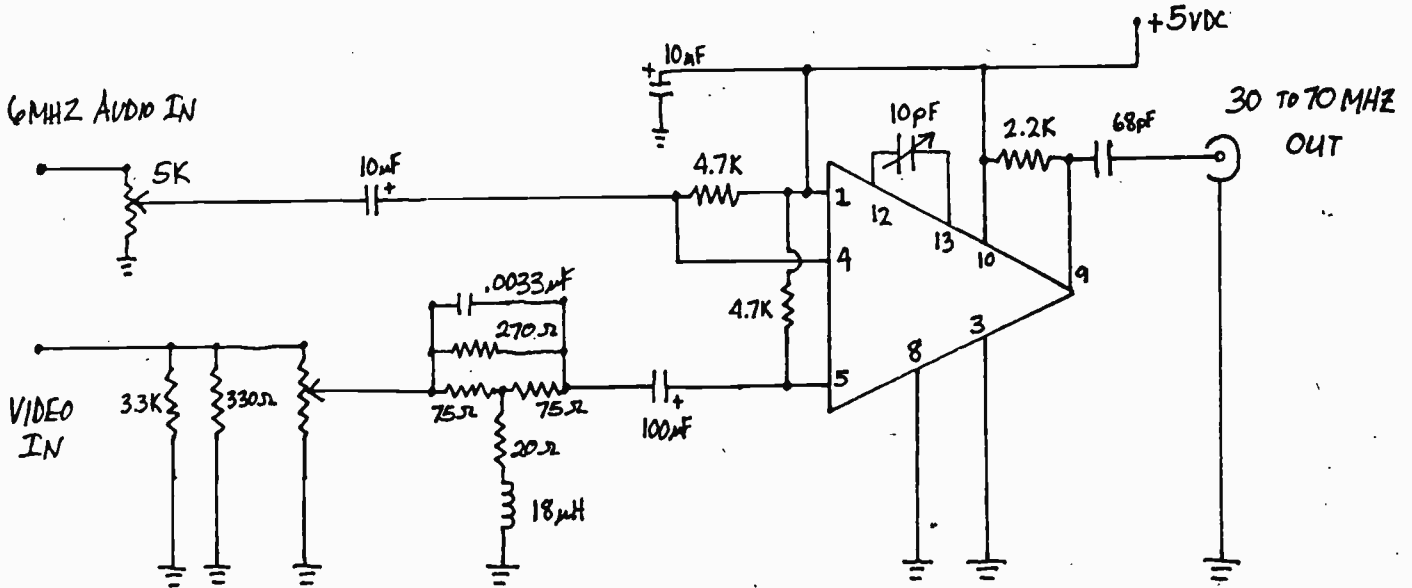 +5VDC
10µF
+
6MHZ AUDIO IN
30 TO 70 MHZ
OUT
10pF
2.2K
68pF
5K
10µF
+
4.7K
1
12
13
10
4
9
.0033µF
4.7K
270Ω
3
8
5
VIDEO
IN
3.3K
330Ω
75Ω
75Ω
+
100µF
20Ω
18µH